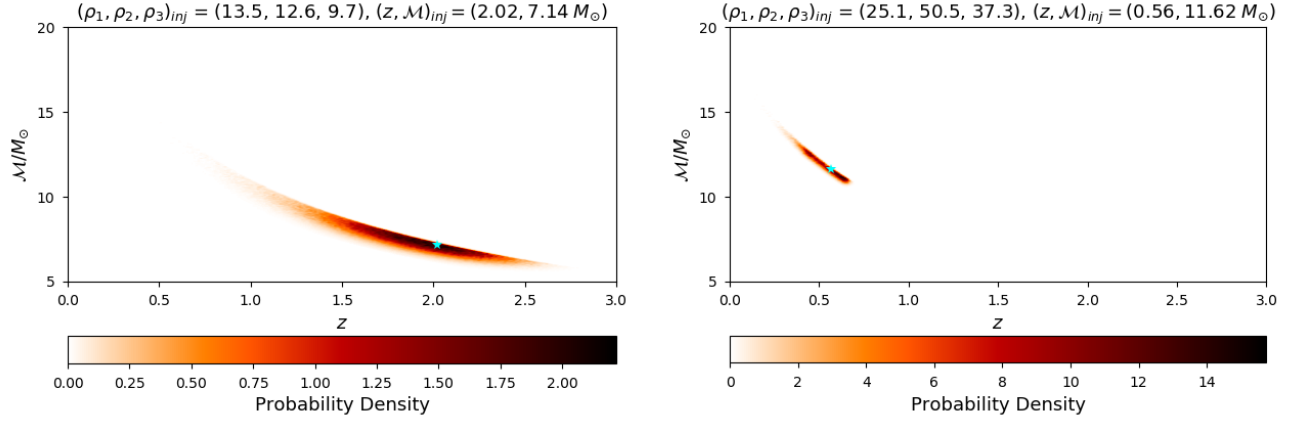 (ρ₁, ρ₂, ρ₃)inj = (13.5, 12.6, 9.7), (z, ℳ)inj = (2.02, 7.14 M⊙)
20
15
10
5
ℳ/M⊙
0.0 0.5 1.0 1.5 2.0 2.5 3.0
z
0.00 0.25 0.50 0.75 1.00 1.25 1.50 1.75 2.00
Probability Density
(ρ₁, ρ₂, ρ₃)inj = (25.1, 50.5, 37.3), (z, ℳ)inj = (0.56, 11.62 M⊙)
20
15
10
5
ℳ/M⊙
0.0 0.5 1.0 1.5 2.0 2.5 3.0
z
0 2 4 6 8 10 12 14
Probability Density